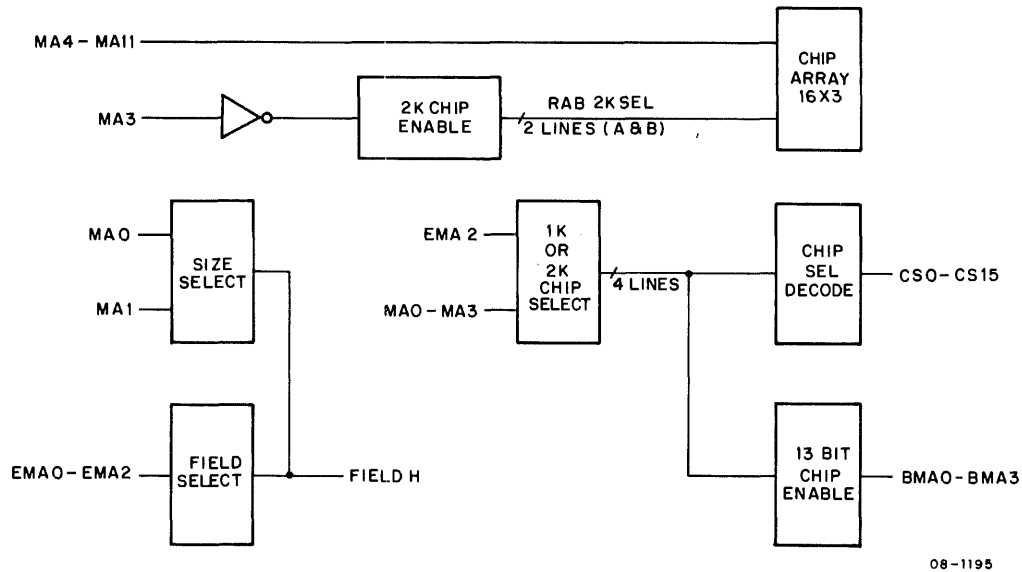 MA4-MA11
CHIP
ARRAY
16X3
MA3
2K CHIP
ENABLE
RAB 2K SEL
2 LINES (A & B)
MA0
MA1
SIZE
SELECT
EMA 2
MA0-MA3
1K
OR
2K
CHIP
SELECT
4 LINES
CHIP
SEL
DECODE
CS0-CS15
EMA0-EMA2
FIELD
SELECT
FIELD H
13 BIT
CHIP
ENABLE
BMA0-BMA3
08-1195